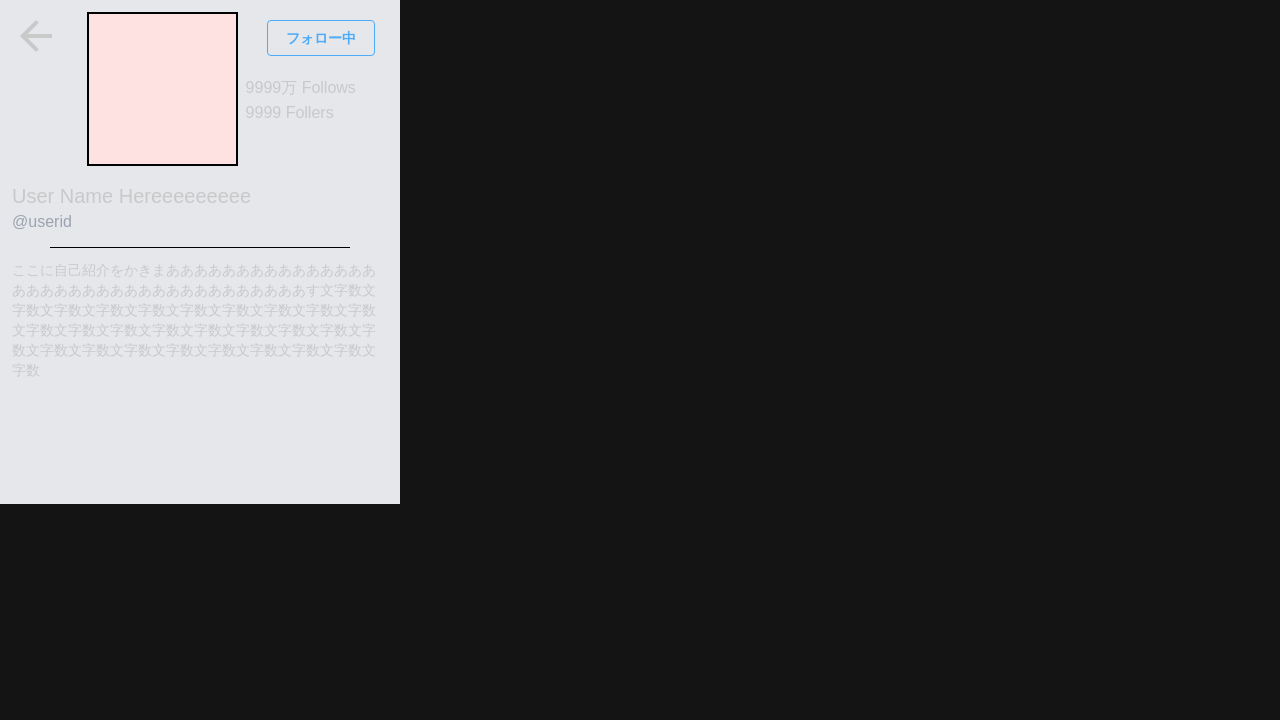 フォロー中
9999万 Follows
9999 Follers
User Name Hereeeeeeeee
@userid
ここに自己紹介をかきまあああああああああああああああ
あああああああああああああああああああああす文字数文
字数文字数文字数文字数文字数文字数文字数文字数文字数
文字数文字数文字数文字数文字数文字数文字数文字数文字
数文字数文字数文字数文字数文字数文字数文字数文字数文
字数